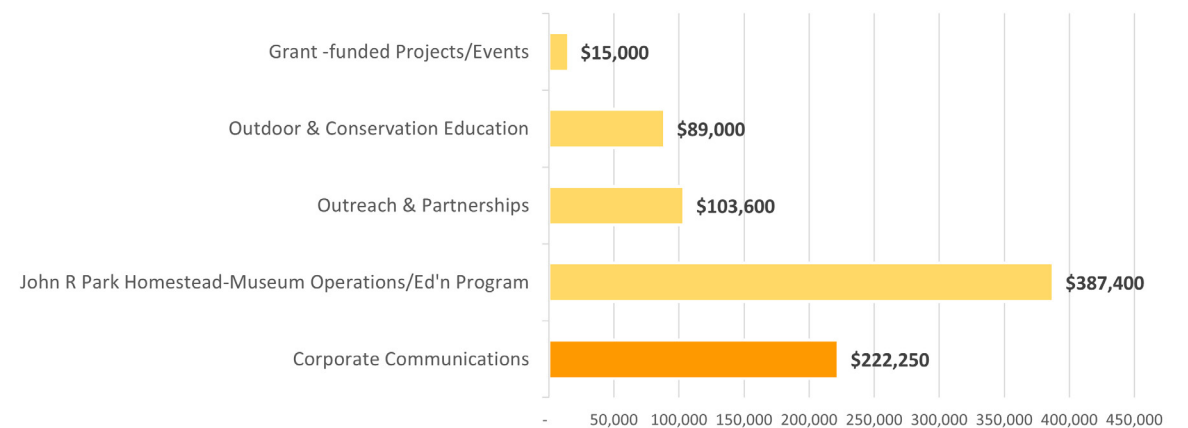 Grant -funded Projects/Events
$15,000
Outdoor & Conservation Education
$89,000
Outreach & Partnerships
$103,600
John R Park Homestead-Museum Operations/Ed'n Program
$387,400
Corporate Communications
$222,250
- 50,000 100,000 150,000 200,000 250,000 300,000 350,000 400,000 450,000